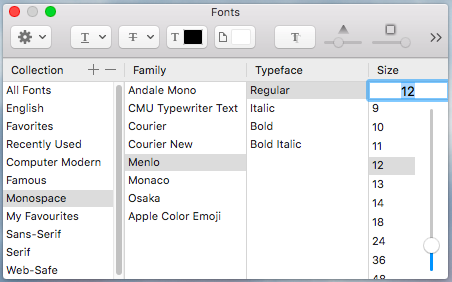 Fonts
T
T
T
T
Collection + −
Family
Typeface
Size
All Fonts
English
Favorites
Recently Used
Computer Modern
Famous
Monospace
My Favourites
Sans-Serif
Serif
Web-Safe
Andale Mono
CMU Typewriter Text
Courier
Courier New
Menlo
Monaco
Osaka
Apple Color Emoji
Regular
Italic
Bold
Bold Italic
12
9
10
11
12
13
14
18
24
36
48